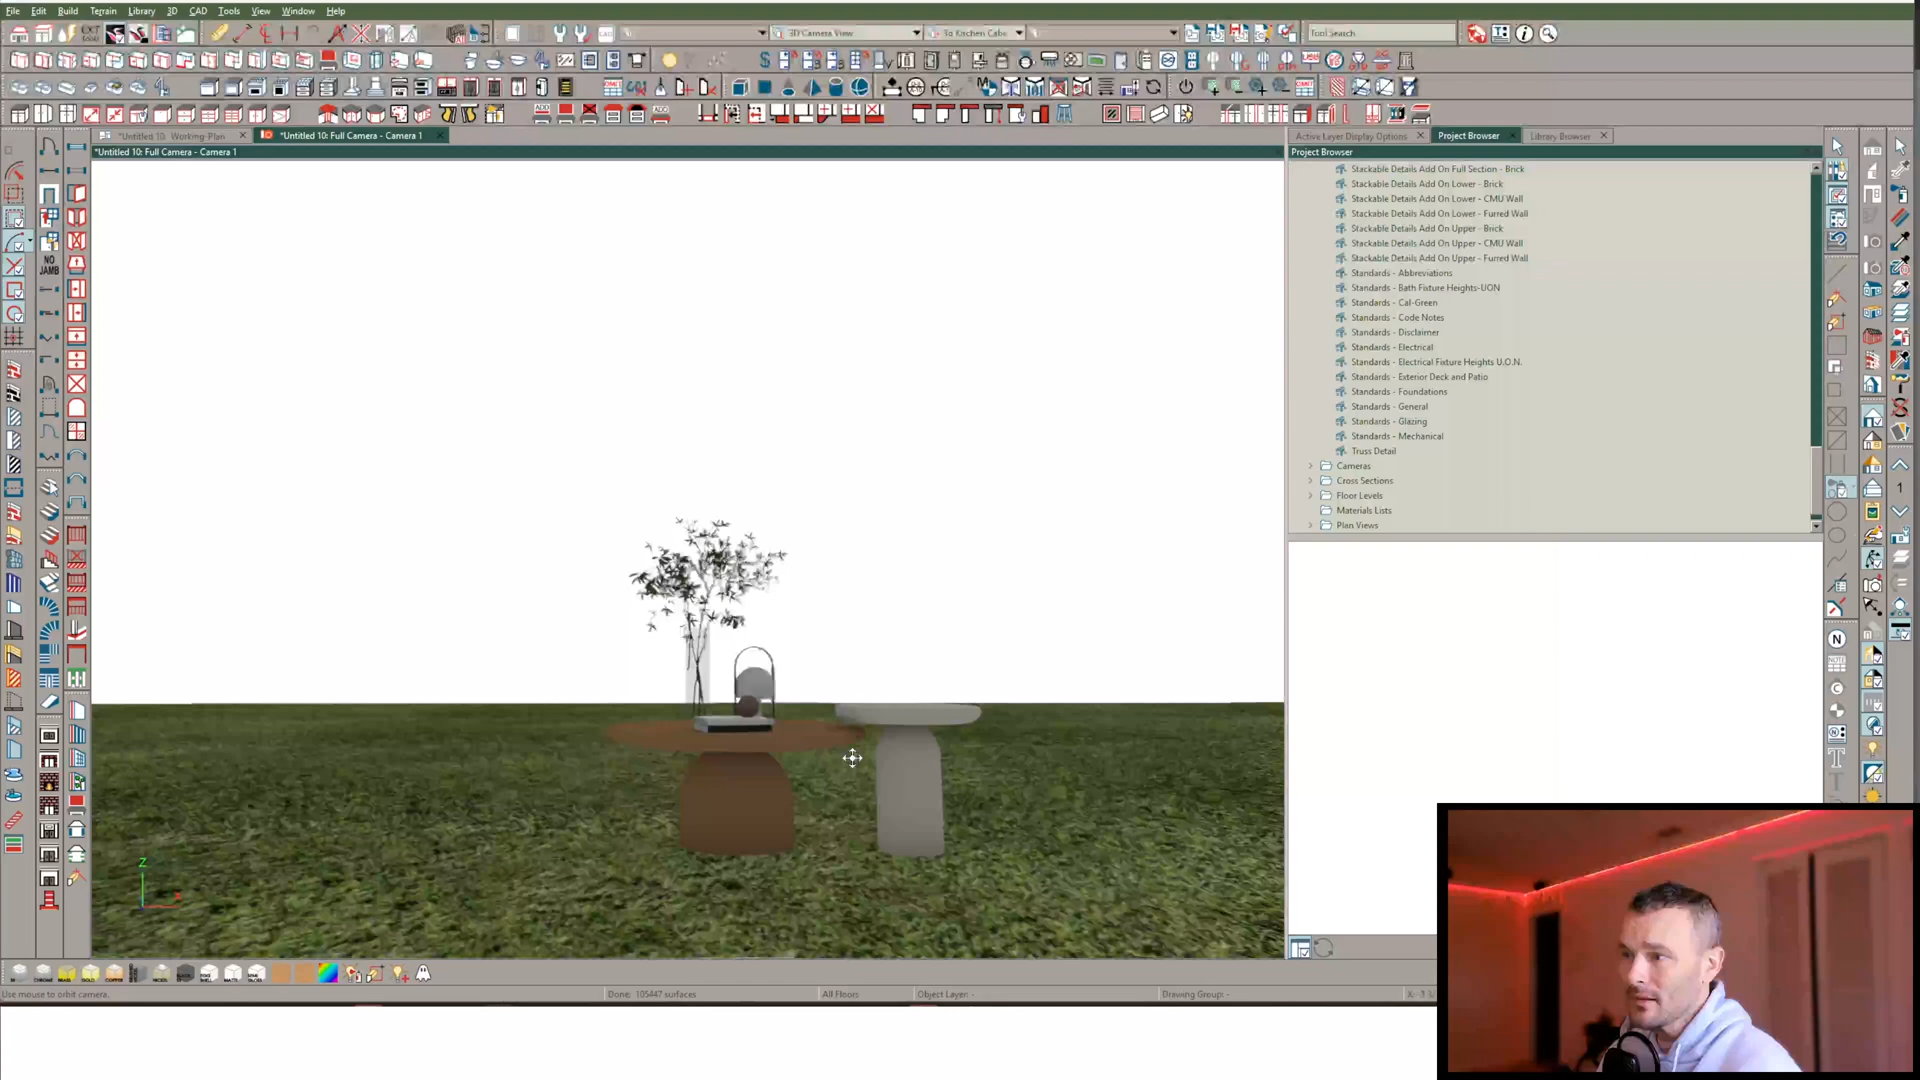 File Edit Build Terrain Library 3D CAD Tools View Window Help
3D Camera View
Tool Search
NO JAMB
*Untitled 10: Working-Plan
*Untitled 10: Full Camera - Camera 1
*Untitled 10: Full Camera - Camera 1
Active Layer Display Options
Project Browser
Library Browser
Project Browser
Stackable Details Add On Full Section - Brick
Stackable Details Add On Lower - Brick
Stackable Details Add On Lower - CMU Wall
Stackable Details Add On Lower - Furred Wall
Stackable Details Add On Upper - Brick
Stackable Details Add On Upper - CMU Wall
Stackable Details Add On Upper - Furred Wall
Standards - Abbreviations
Standards - Bath Fixture Heights-UON
Standards - Cal-Green
Standards - Code Notes
Standards - Disclaimer
Standards - Electrical
Standards - Electrical Fixture Heights U.O.N.
Standards - Exterior Deck and Patio
Standards - Foundations
Standards - General
Standards - Glazing
Standards - Mechanical
Truss Detail
Cameras
Cross Sections
Floor Levels
Materials Lists
Plan Views
1
N
C
T
Z
Use mouse to orbit camera.
Done: 105447 surfaces
All Floors
Object Layer: -
Drawing Group: -